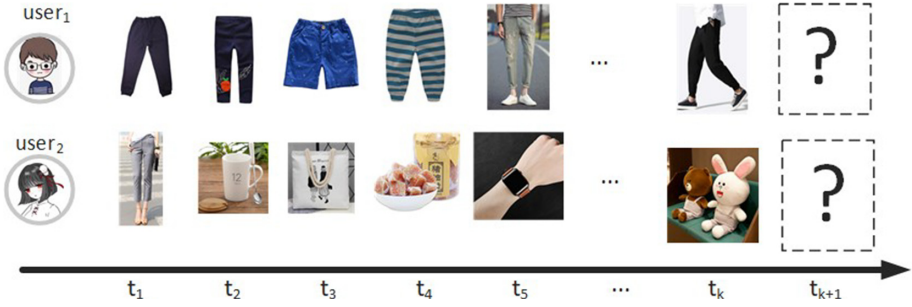 user₁
... ?
user₂
12
... ?
t₁ t₂ t₃ t₄ t₅ ... tₖ tₖ₊₁